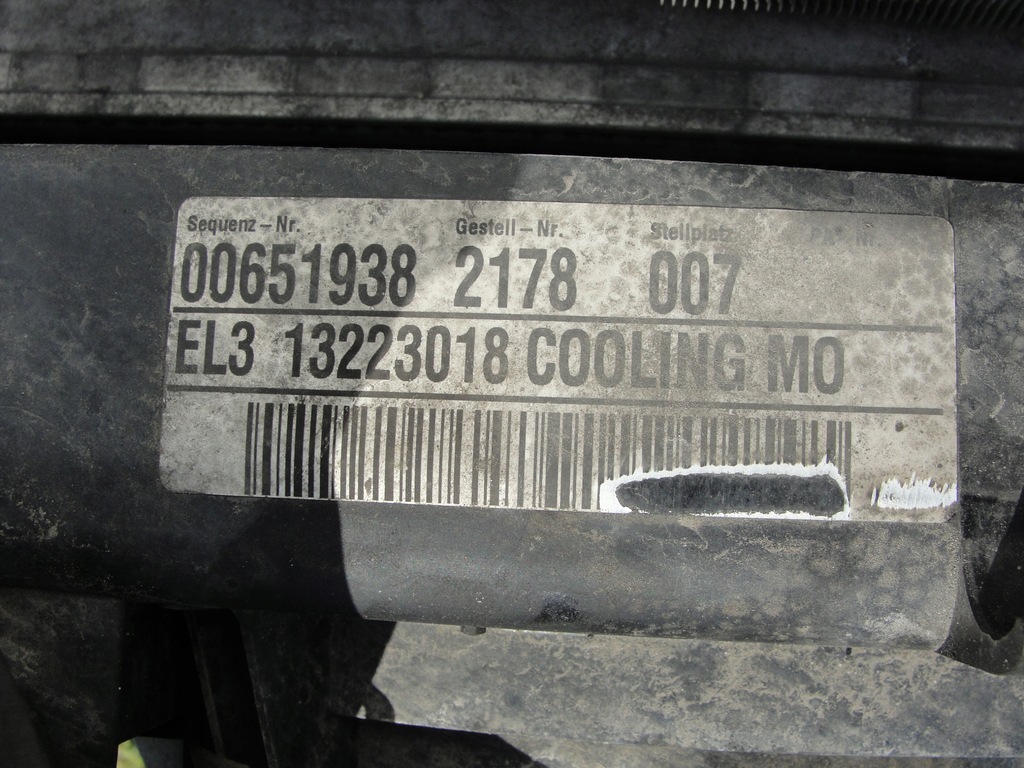 Sequenz-Nr. Gestell-Nr. Stellplatz
00651938 2178 007
EL3 13223018 COOLING MO